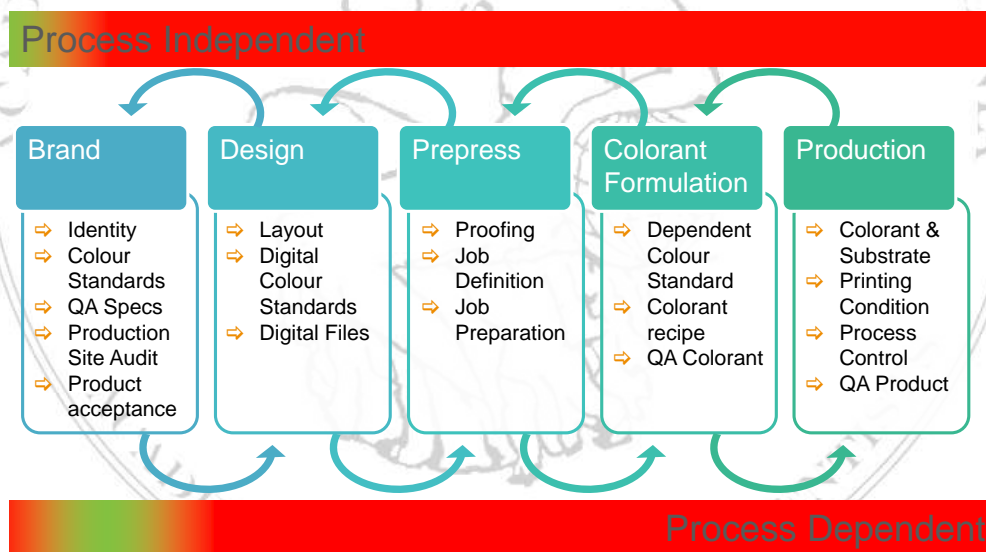 Process Independent
Brand
Identity
Colour
Standards
QA Specs
Production
Site Audit
Product
acceptance
Design
Layout
Digital
Colour
Standards
Digital Files
Prepress
Proofing
Job
Definition
Job
Preparation
Colorant
Formulation
Dependent
Colour
Standard
Colorant
recipe
QA Colorant
Production
Colorant &
Substrate
Printing
Condition
Process
Control
QA Product
Process Dependent